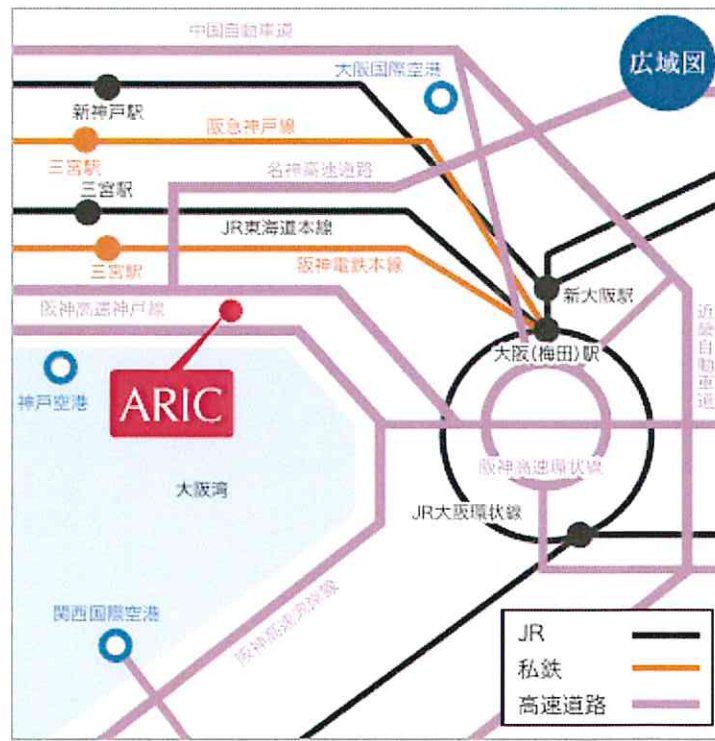 中国自動車道
広域図
大阪国際空港
新神戸駅
阪急神戸線
三宮駅
名神高速道路
三宮駅
JR東海道本線
三宮駅
阪神電鉄本線
新大阪駅
阪神高速神戸線
近畿自動車道
大阪(梅田)駅
神戸空港
ARIC
阪神高速環状線
大阪湾
JR大阪環状線
関西国際空港
阪神高速湾岸線
JR
私鉄
高速道路